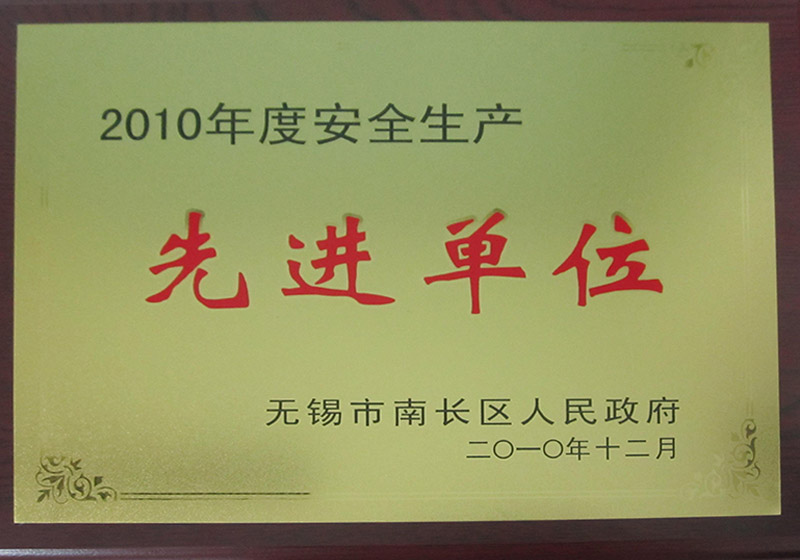 2010年度安全生产
先进单位
无锡市南长区人民政府
二〇一〇年十二月